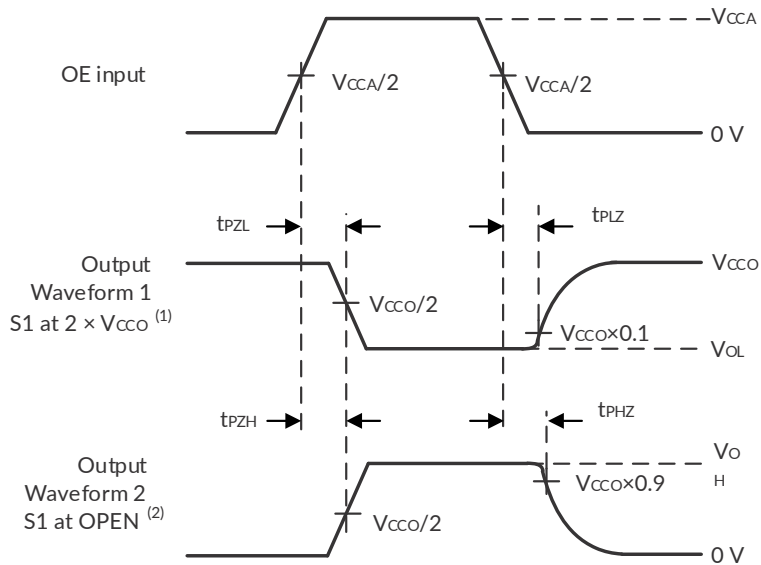 VCCA
OE input
VCCA/2
VCCA/2
0 V
tPZL
tPLZ
Output
Waveform 1
S1 at 2 × VCCO (1)
VCCO
VCCO/2
VCCO×0.1
VOL
tPZH
tPHZ
Output
Waveform 2
S1 at OPEN (2)
VO
H
VCCO×0.9
VCCO/2
0 V